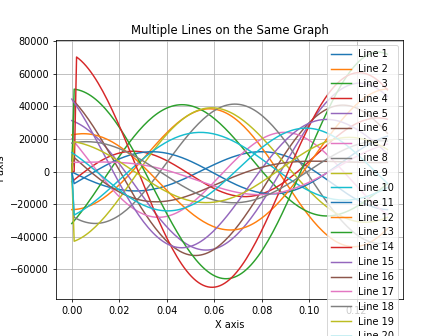 Multiple Lines on the Same Graph
80000
60000
40000
20000
0
−20000
−40000
−60000
0.00
0.02
0.04
0.06
0.08
0.10
X axis
Line 1
Line 2
Line 3
Line 4
Line 5
Line 6
Line 7
Line 8
Line 9
Line 10
Line 11
Line 12
Line 13
Line 14
Line 15
Line 16
Line 17
Line 18
Line 19
Line 20